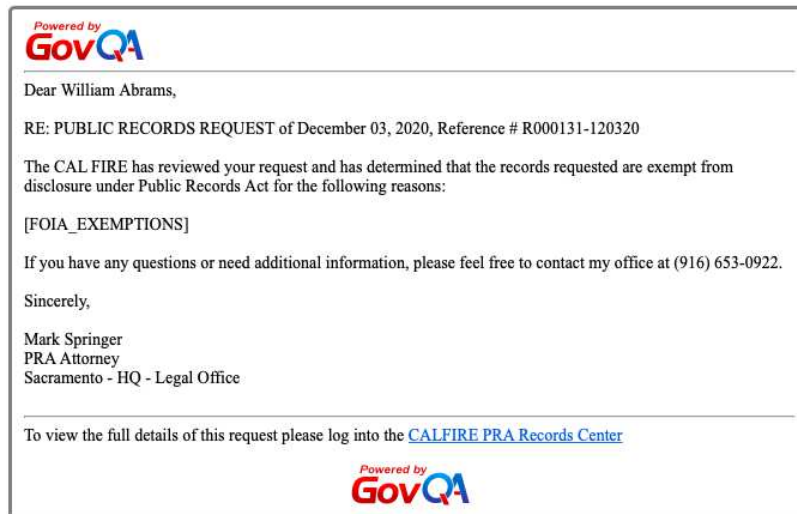 Powered by
GovQA
Dear William Abrams,
RE: PUBLIC RECORDS REQUEST of December 03, 2020, Reference # R000131-120320
The CAL FIRE has reviewed your request and has determined that the records requested are exempt from
disclosure under Public Records Act for the following reasons:
[FOIA_EXEMPTIONS]
If you have any questions or need additional information, please feel free to contact my office at (916) 653-0922.
Sincerely,
Mark Springer
PRA Attorney
Sacramento - HQ - Legal Office
To view the full details of this request please log into the CALFIRE PRA Records Center
Powered by
GovQA